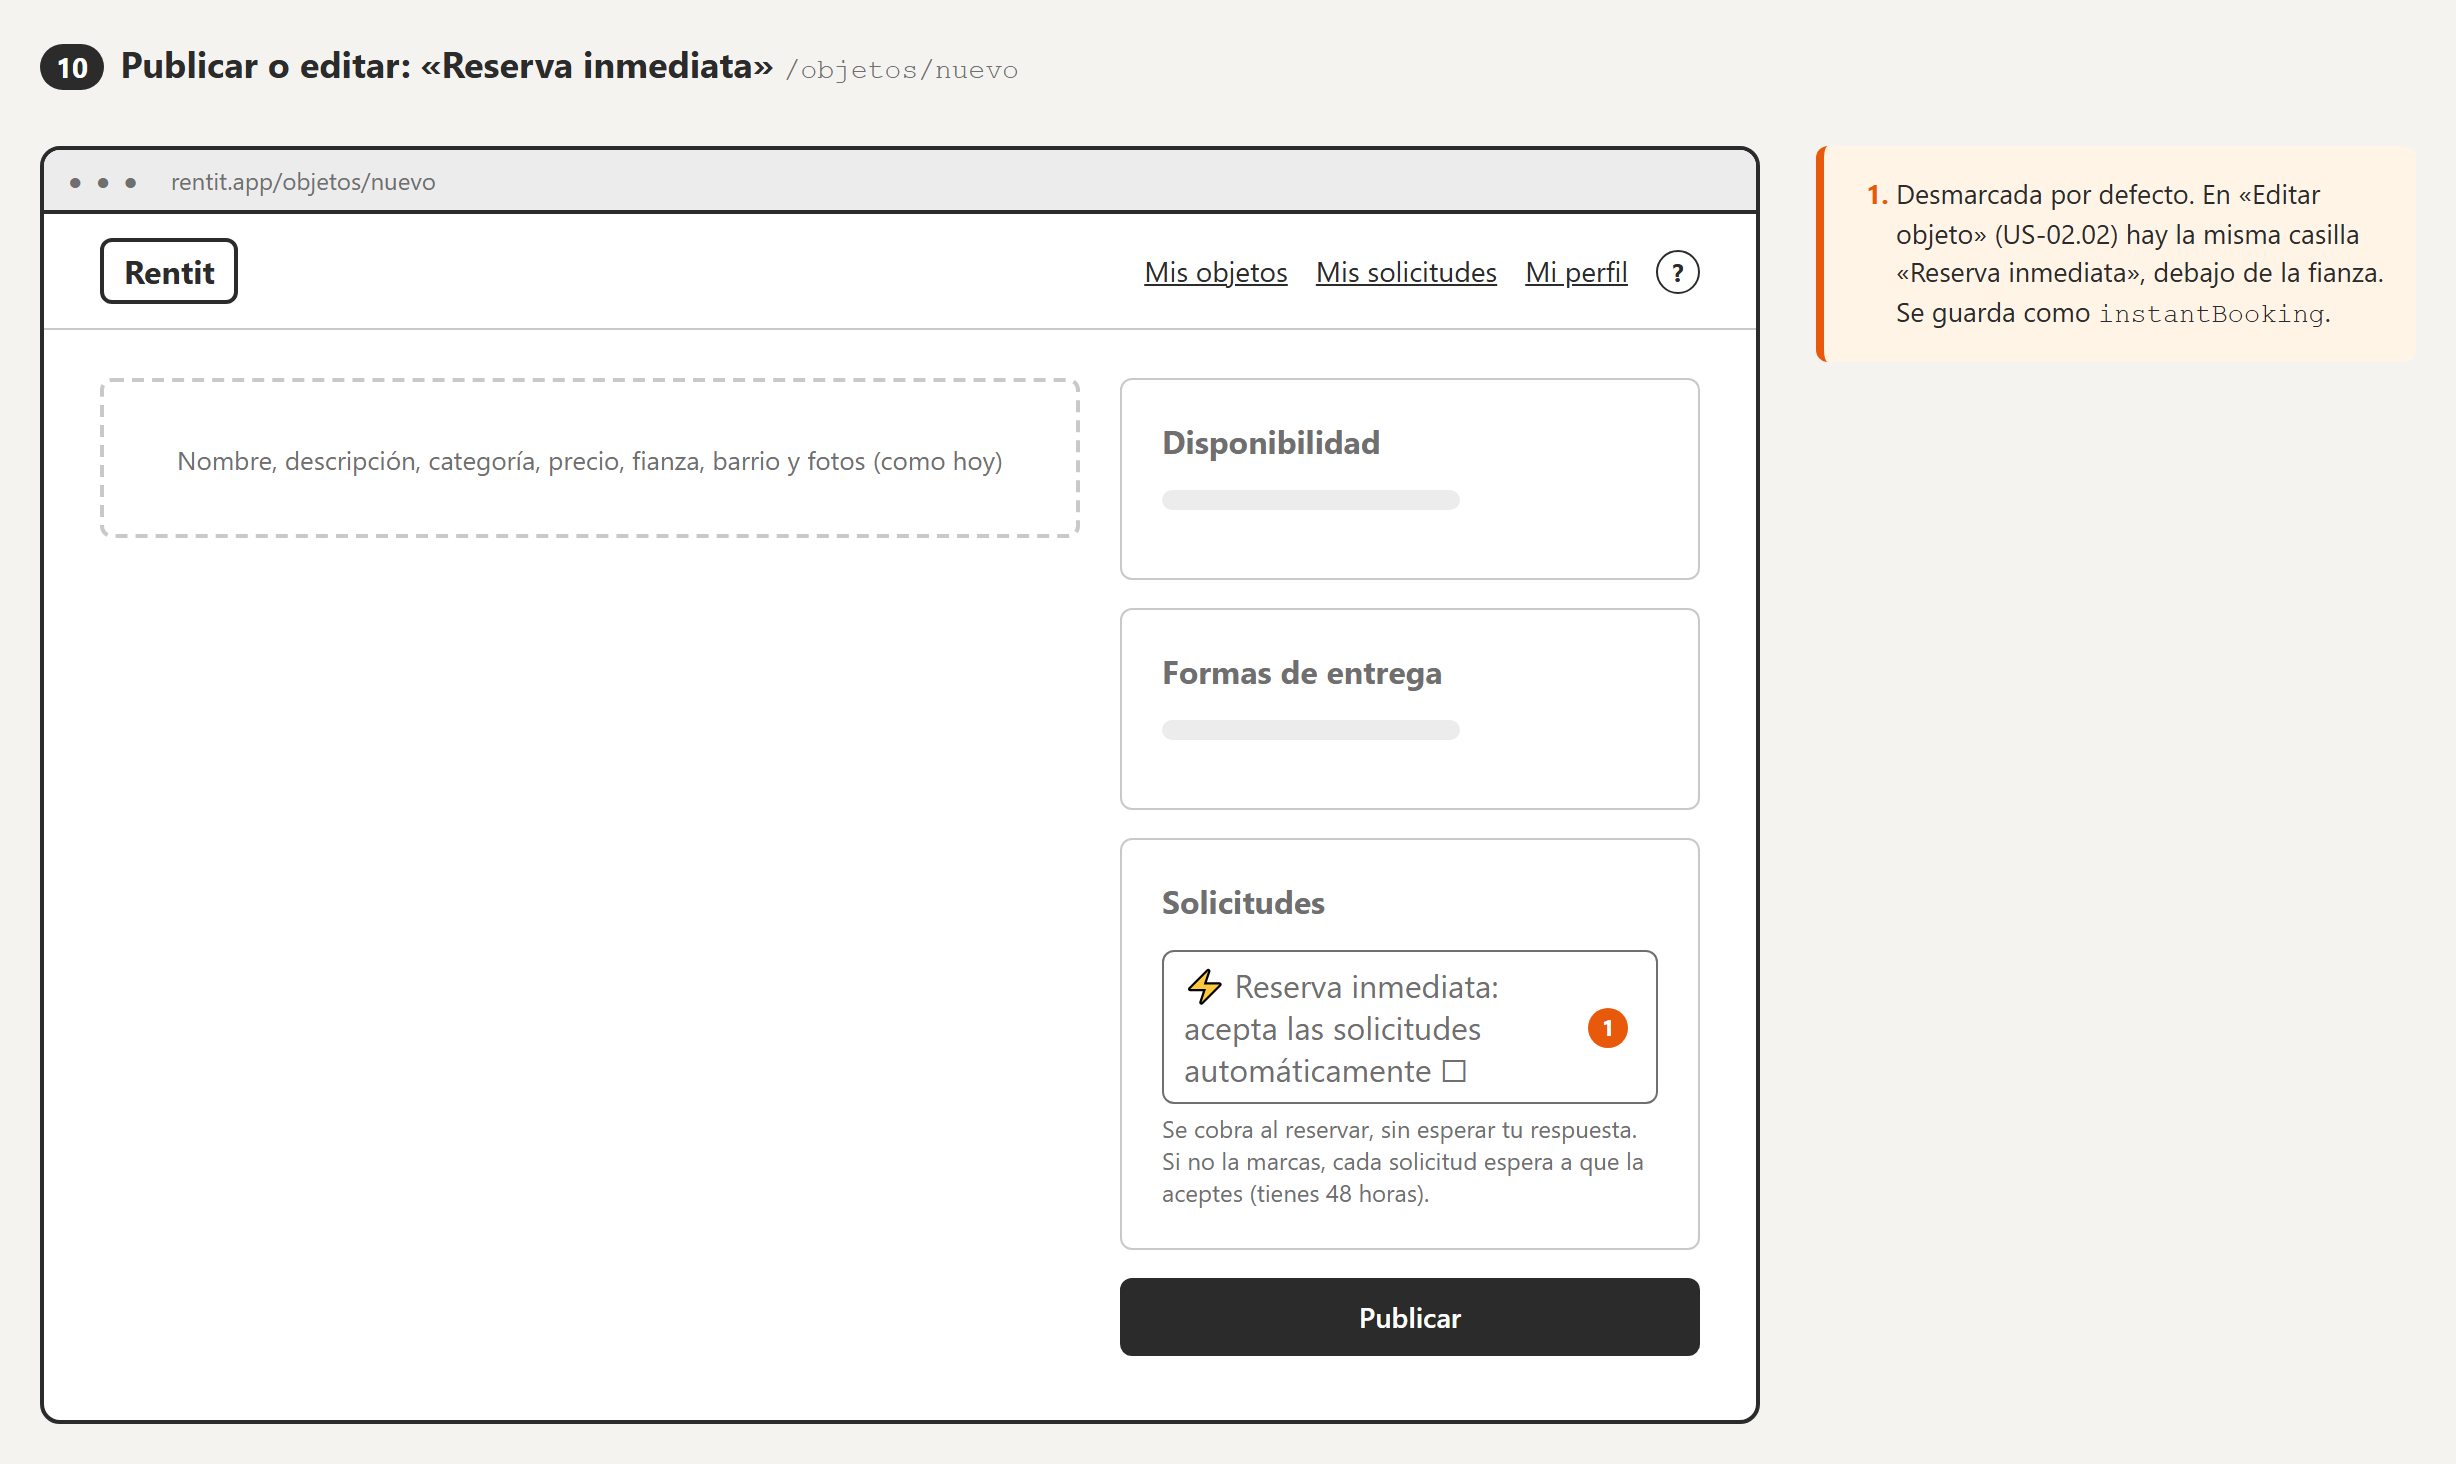 10 Publicar o editar: «Reserva inmediata» /objetos/nuevo
rentit.app/objetos/nuevo
Rentit
Mis objetos Mis solicitudes Mi perfil ?
Nombre, descripción, categoría, precio, fianza, barrio y fotos (como hoy)
Disponibilidad
Formas de entrega
Solicitudes
⚡ Reserva inmediata:
acepta las solicitudes
automáticamente ☐
1
Se cobra al reservar, sin esperar tu respuesta.
Si no la marcas, cada solicitud espera a que la
aceptes (tienes 48 horas).
Publicar
1. Desmarcada por defecto. En «Editar
objeto» (US-02.02) hay la misma casilla
«Reserva inmediata», debajo de la fianza.
Se guarda como instantBooking.